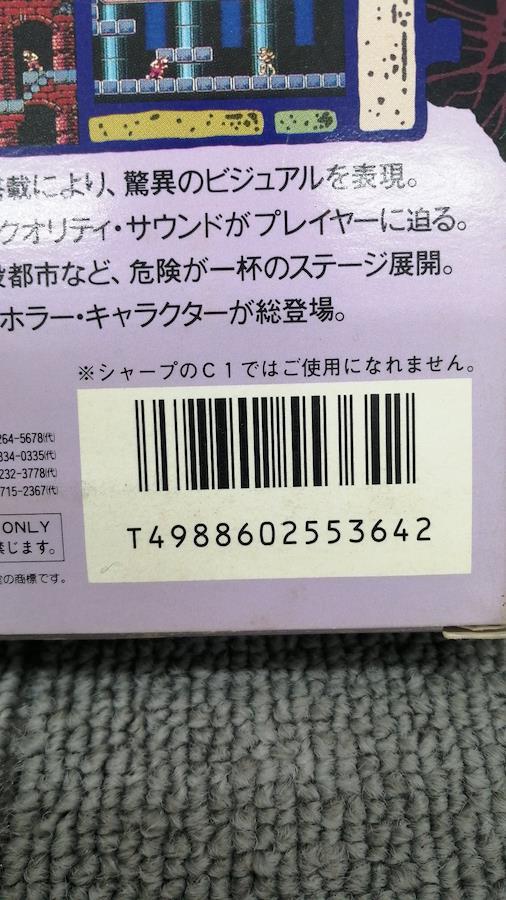 載により、驚異のビジュアルを表現。
クオリティ・サウンドがプレイヤーに迫る。
都市など、危険が一杯のステージ展開。
ホラー・キャラクターが総登場。
※シャープのC1ではご使用になれません。
264-5678㈹
334-0335㈹
232-3778㈹
715-2367㈹
ONLY
禁じます。
の商標です。
T4988602553642